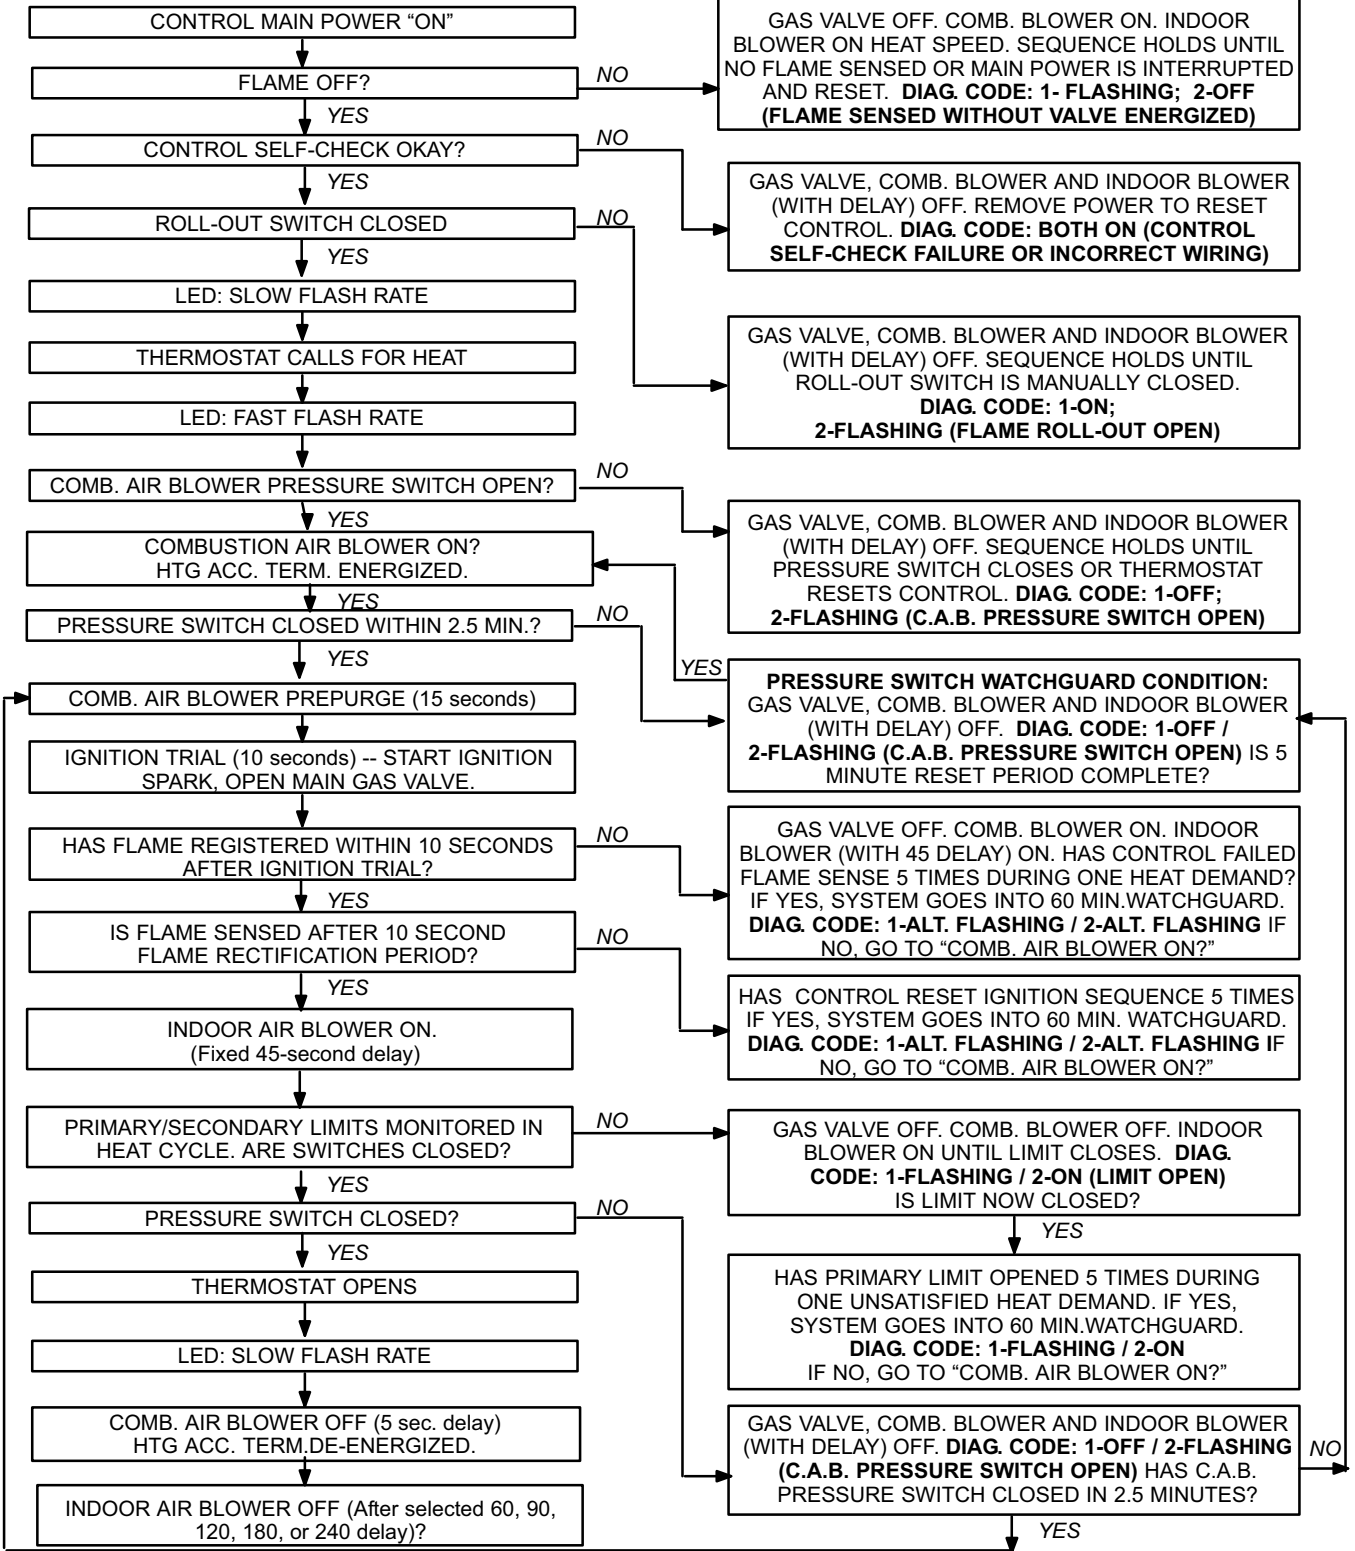 CONTROL MAIN POWER “ON”
GAS VALVE OFF. COMB. BLOWER ON. INDOOR
BLOWER ON HEAT SPEED. SEQUENCE HOLDS UNTIL
NO FLAME SENSED OR MAIN POWER IS INTERRUPTED
AND RESET. DIAG. CODE: 1- FLASHING; 2-OFF
(FLAME SENSED WITHOUT VALVE ENERGIZED)
FLAME OFF?
NO
YES
CONTROL SELF-CHECK OKAY?
NO
YES
GAS VALVE, COMB. BLOWER AND INDOOR BLOWER
(WITH DELAY) OFF. REMOVE POWER TO RESET
CONTROL. DIAG. CODE: BOTH ON (CONTROL
SELF-CHECK FAILURE OR INCORRECT WIRING)
ROLL-OUT SWITCH CLOSED
NO
YES
LED: SLOW FLASH RATE
GAS VALVE, COMB. BLOWER AND INDOOR BLOWER
(WITH DELAY) OFF. SEQUENCE HOLDS UNTIL
ROLL-OUT SWITCH IS MANUALLY CLOSED.
DIAG. CODE: 1-ON;
2-FLASHING (FLAME ROLL-OUT OPEN)
THERMOSTAT CALLS FOR HEAT
LED: FAST FLASH RATE
COMB. AIR BLOWER PRESSURE SWITCH OPEN?
NO
YES
GAS VALVE, COMB. BLOWER AND INDOOR BLOWER
(WITH DELAY) OFF. SEQUENCE HOLDS UNTIL
PRESSURE SWITCH CLOSES OR THERMOSTAT
RESETS CONTROL. DIAG. CODE: 1-OFF;
2-FLASHING (C.A.B. PRESSURE SWITCH OPEN)
COMBUSTION AIR BLOWER ON?
HTG ACC. TERM. ENERGIZED.
YES
PRESSURE SWITCH CLOSED WITHIN 2.5 MIN.?
NO
YES
YES
PRESSURE SWITCH WATCHGUARD CONDITION:
GAS VALVE, COMB. BLOWER AND INDOOR BLOWER
(WITH DELAY) OFF. DIAG. CODE: 1-OFF /
2-FLASHING (C.A.B. PRESSURE SWITCH OPEN) IS 5
MINUTE RESET PERIOD COMPLETE?
COMB. AIR BLOWER PREPURGE (15 seconds)
IGNITION TRIAL (10 seconds) -- START IGNITION
SPARK, OPEN MAIN GAS VALVE.
HAS FLAME REGISTERED WITHIN 10 SECONDS
AFTER IGNITION TRIAL?
NO
YES
GAS VALVE OFF. COMB. BLOWER ON. INDOOR
BLOWER (WITH 45 DELAY) ON. HAS CONTROL FAILED
FLAME SENSE 5 TIMES DURING ONE HEAT DEMAND?
IF YES, SYSTEM GOES INTO 60 MIN.WATCHGUARD.
DIAG. CODE: 1-ALT. FLASHING / 2-ALT. FLASHING IF
NO, GO TO “COMB. AIR BLOWER ON?”
IS FLAME SENSED AFTER 10 SECOND
FLAME RECTIFICATION PERIOD?
NO
YES
HAS CONTROL RESET IGNITION SEQUENCE 5 TIMES
IF YES, SYSTEM GOES INTO 60 MIN. WATCHGUARD.
DIAG. CODE: 1-ALT. FLASHING / 2-ALT. FLASHING IF
NO, GO TO “COMB. AIR BLOWER ON?”
INDOOR AIR BLOWER ON.
(Fixed 45-second delay)
PRIMARY/SECONDARY LIMITS MONITORED IN
HEAT CYCLE. ARE SWITCHES CLOSED?
NO
YES
GAS VALVE OFF. COMB. BLOWER OFF. INDOOR
BLOWER ON UNTIL LIMIT CLOSES. DIAG.
CODE: 1-FLASHING / 2-ON (LIMIT OPEN)
IS LIMIT NOW CLOSED?
YES
PRESSURE SWITCH CLOSED?
NO
YES
HAS PRIMARY LIMIT OPENED 5 TIMES DURING
ONE UNSATISFIED HEAT DEMAND. IF YES,
SYSTEM GOES INTO 60 MIN.WATCHGUARD.
DIAG. CODE: 1-FLASHING / 2-ON
IF NO, GO TO “COMB. AIR BLOWER ON?”
THERMOSTAT OPENS
LED: SLOW FLASH RATE
COMB. AIR BLOWER OFF (5 sec. delay)
HTG ACC. TERM.DE-ENERGIZED.
GAS VALVE, COMB. BLOWER AND INDOOR BLOWER
(WITH DELAY) OFF. DIAG. CODE: 1-OFF / 2-FLASHING
(C.A.B. PRESSURE SWITCH OPEN) HAS C.A.B.
PRESSURE SWITCH CLOSED IN 2.5 MINUTES?
NO
YES
INDOOR AIR BLOWER OFF (After selected 60, 90,
120, 180, or 240 delay)?